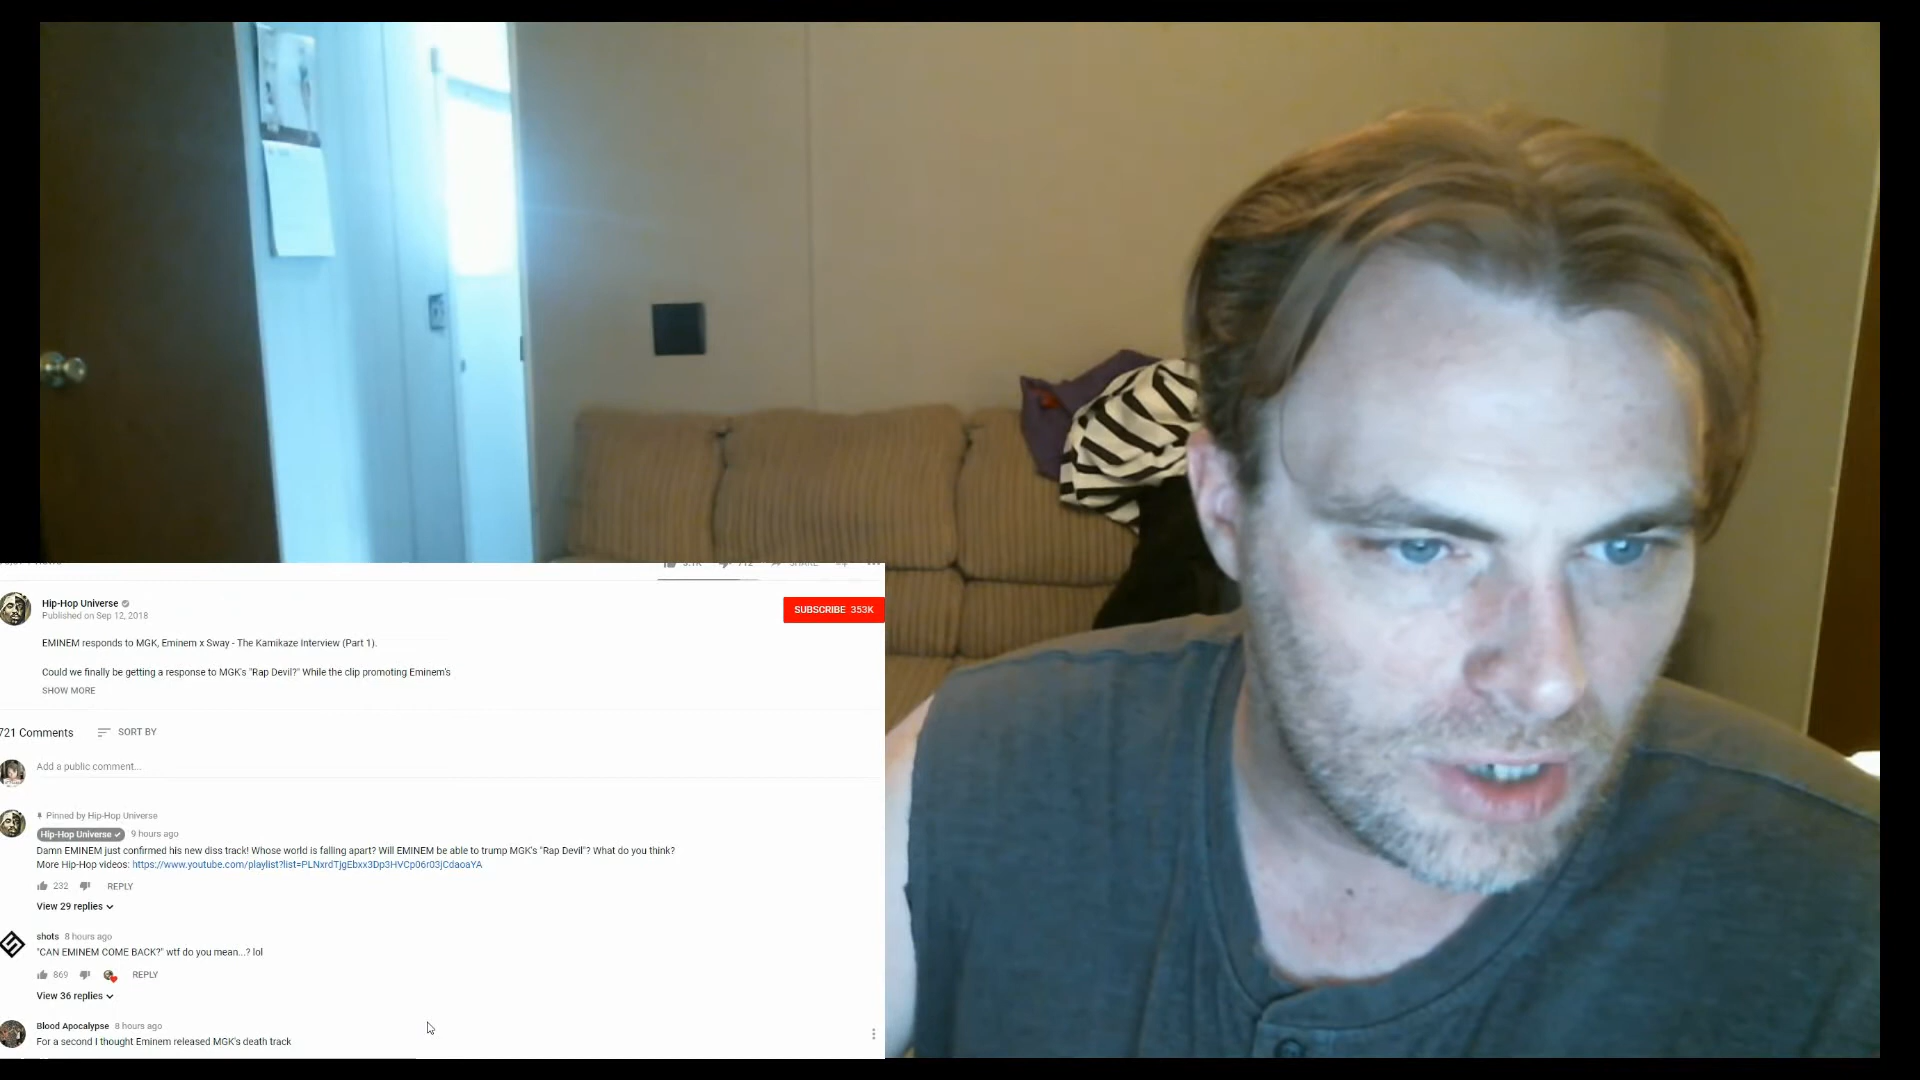 SHARE
Hip-Hop Universe
Published on Sep 12, 2018
SUBSCRIBE 353K
EMINEM responds to MGK, Eminem x Sway - The Kamikaze Interview (Part 1).
Could we finally be getting a response to MGK's "Rap Devil?" While the clip promoting Eminem's
SHOW MORE
721 Comments
SORT BY
Add a public comment...
Pinned by Hip-Hop Universe
Hip-Hop Universe 9 hours ago
Damn EMINEM just confirmed his new diss track! Whose world is falling apart? Will EMINEM be able to trump MGK's "Rap Devil"? What do you think?
More Hip-Hop videos: https://www.youtube.com/playlist?list=PLNxrdTjgEbxx3Dp3HVCp06r03jCdaoaYA
232 REPLY
View 29 replies
shots 8 hours ago
"CAN EMINEM COME BACK?" wtf do you mean...? lol
869 REPLY
View 36 replies
Blood Apocalypse 8 hours ago
For a second I thought Eminem released MGK's death track